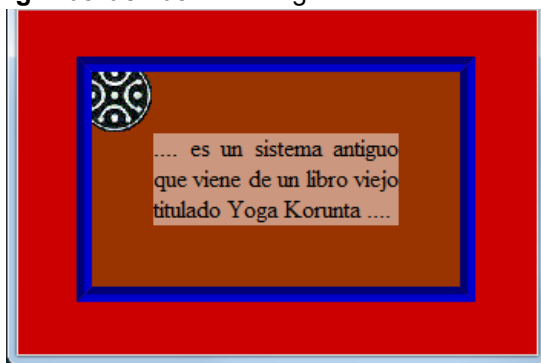 .... es un sistema antiguo
que viene de un libro viejo
titulado Yoga Korunta ....